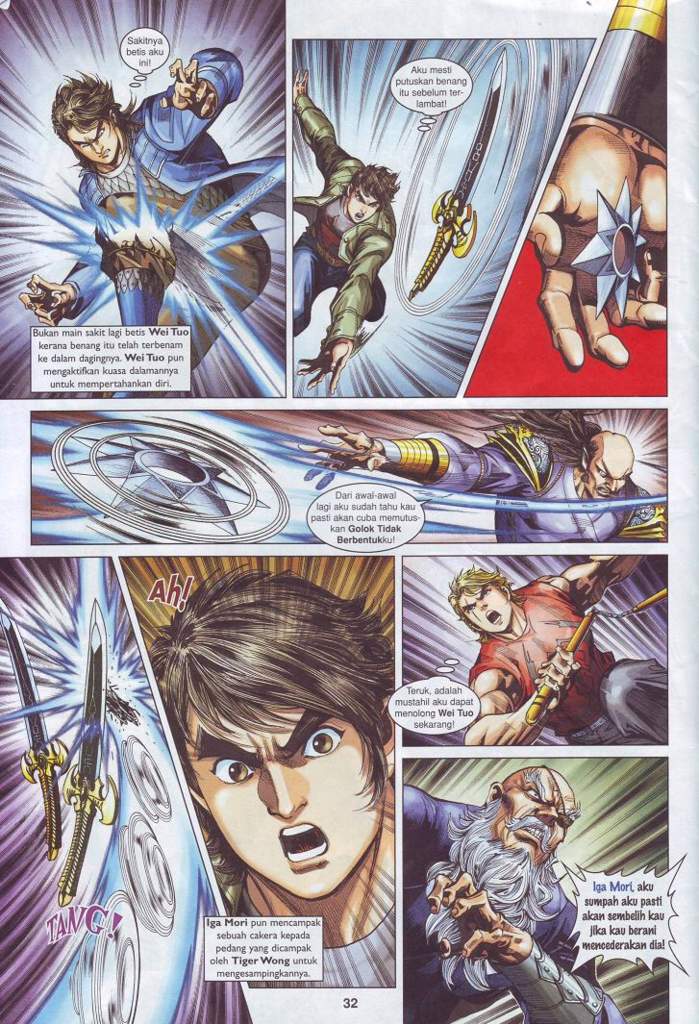 Sakitnya
betis aku
ini!
Bukan main sakit lagi betis Wei Tuo
kerana benang itu telah terbenam
ke dalam dagingnya. Wei Tuo pun
mengaktifkan kuasa dalamannya
untuk mempertahankan diri.
Aku mesti
putuskan benang
itu sebelum ter-
lambat!
Dari awal-awal
lagi aku sudah tahu kau
pasti akan cuba memutus-
kan Golok Tidak
Berbentukku!
TANG!
Ah!
Iga Mori pun mencampak
sebuah cakera kepada
pedang yang dicampak
oleh Tiger Wong untuk
mengesampingkannya.
Teruk, adalah
mustahil aku dapat
menolong Wei Tuo
sekarang!
Iga Mori, aku
sumpah aku pasti
akan sembelih kau
jika kau berani
mencederakan dia!
32